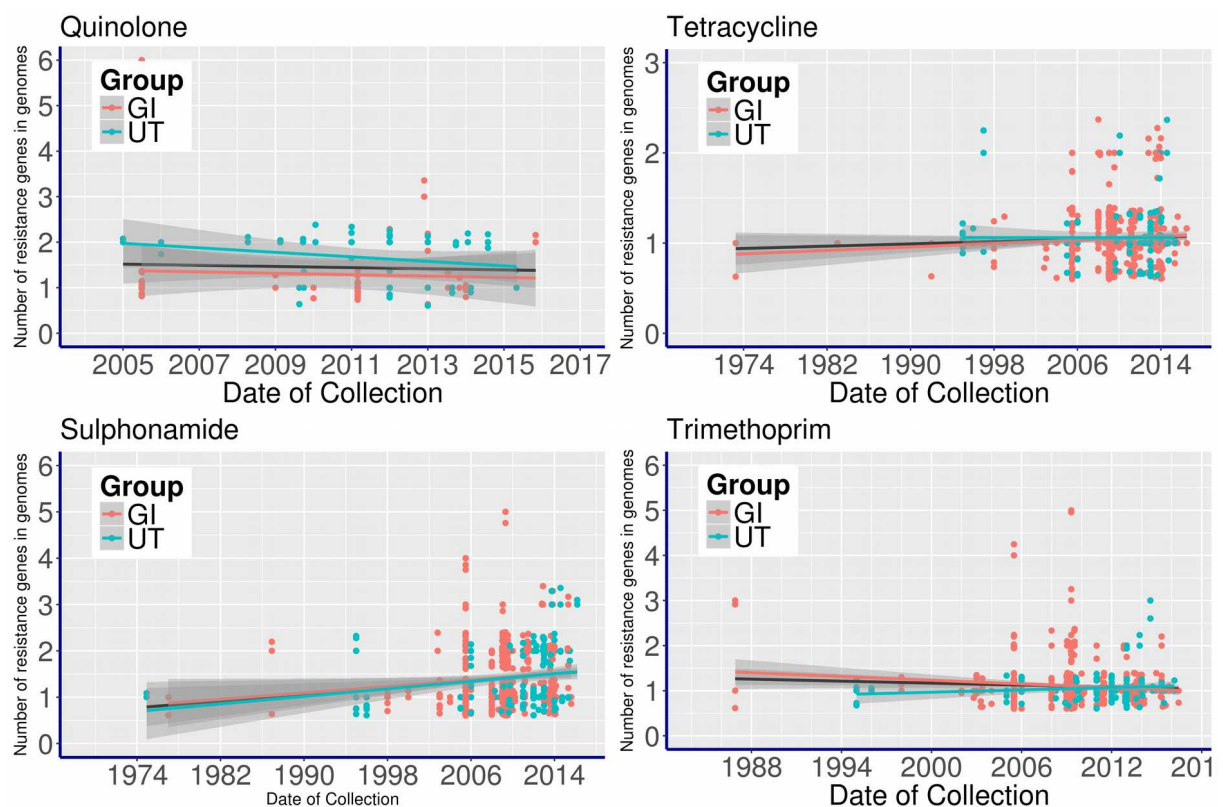 Quinolone
Number of resistance genes in genomes
6
5
4
3
2
1
0
Group
GI
UT
2005 2007 2009 2011 2013 2015 2017
Date of Collection
Tetracycline
Number of resistance genes in genomes
3
2
1
0
Group
GI
UT
1974 1982 1990 1998 2006 2014
Date of Collection
Sulphonamide
Number of resistance genes in genomes
6
5
4
3
2
1
0
Group
GI
UT
1974 1982 1990 1998 2006 2014
Date of Collection
Trimethoprim
Number of resistance genes in genomes
6
5
4
3
2
1
0
Group
GI
UT
1988 1994 2000 2006 2012 201
Date of Collection